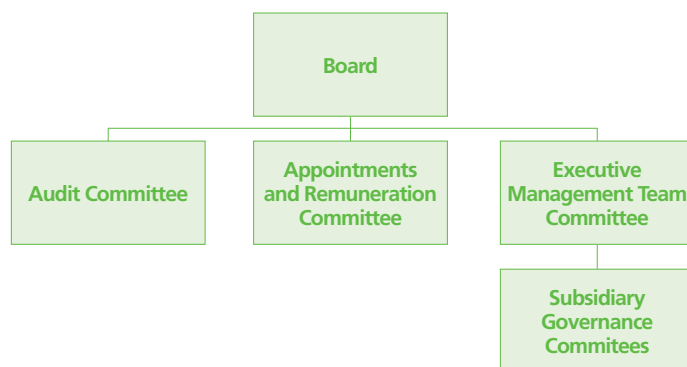 Board
Audit Committee
Appointments
and Remuneration
Committee
Executive
Management Team
Committee
Subsidiary
Governance
Commitees